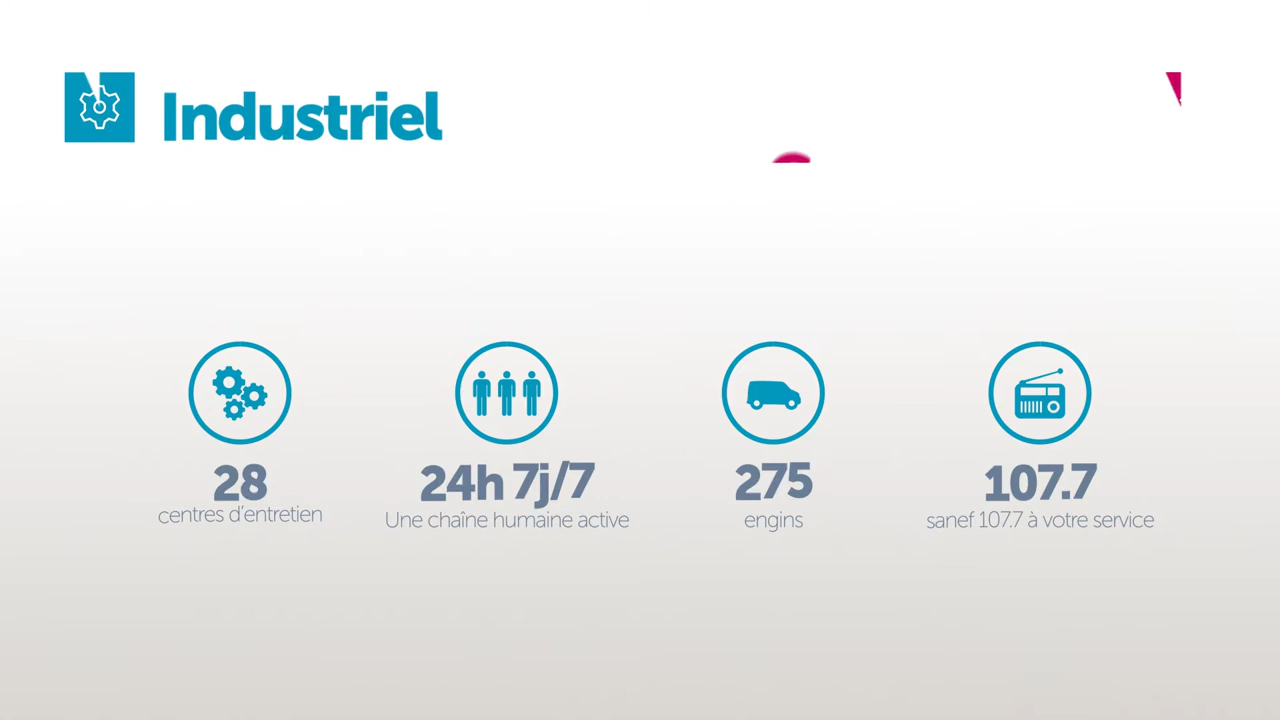 Industriel
28
centres d'entretien
24h 7j/7
Une chaîne humaine active
275
engins
107.7
sanef 107.7 à votre service